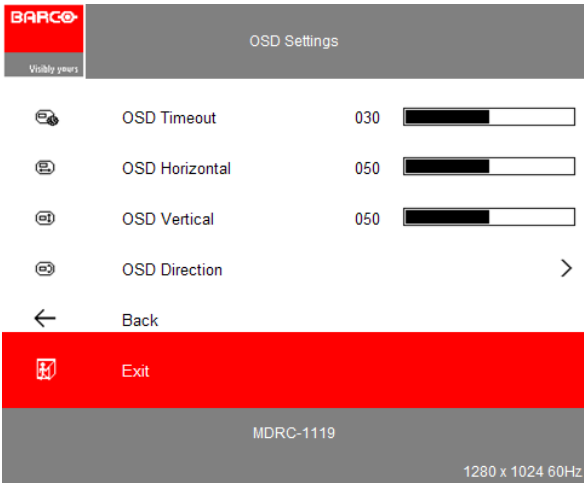 BARCO
Visibly yours
OSD Settings
OSD Timeout 030
OSD Horizontal 050
OSD Vertical 050
OSD Direction
Back
Exit
MDRC-1119
1280 x 1024 60Hz